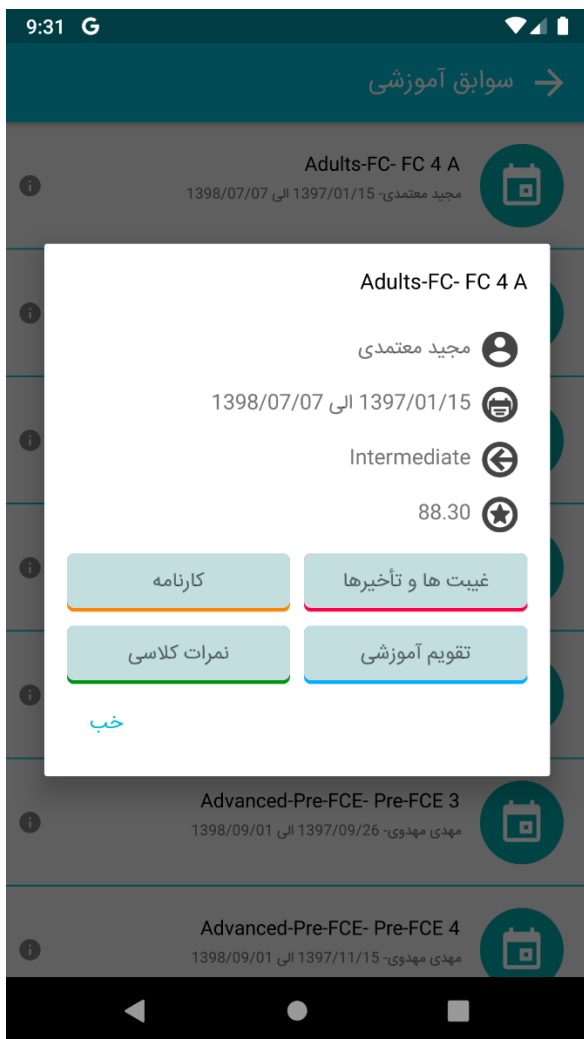 9:31 G
سوابق آموزشی
Adults-FC- FC 4 A
مجید معتمدی- 1397/01/15 الی 1398/07/07
Adults-FC- FC 4 A
مجید معتمدی
1397/01/15 الی 1398/07/07
Intermediate
88.30
غیبت ها و تأخیرها
کارنامه
تقویم آموزشی
نمرات کلاسی
خب
Advanced-Pre-FCE- Pre-FCE 3
مهدی مهدوی- 1397/09/26 الی 1398/09/01
Advanced-Pre-FCE- Pre-FCE 4
مهدی مهدوی- 1397/11/15 الی 1398/09/01